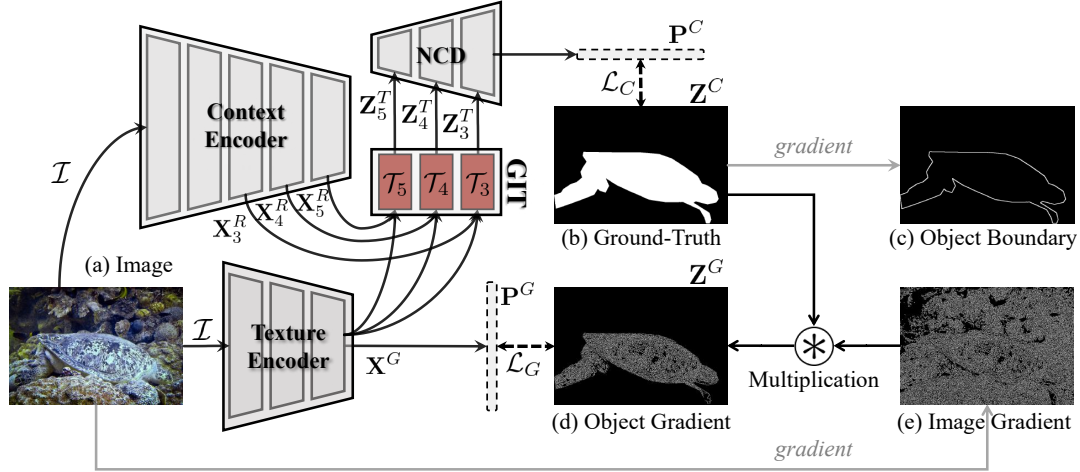 NCD
P^C
L_C
Z^C
Context
Encoder
Z_5^T
Z_4^T
Z_3^T
gradient
I
T_5
T_4
T_3
GIT
X_3^R
X_4^R
X_5^R
(a) Image
(b) Ground-Truth
(c) Object Boundary
Z^G
P^G
I
Texture
Encoder
X^G
L_G
Multiplication
(d) Object Gradient
(e) Image Gradient
gradient